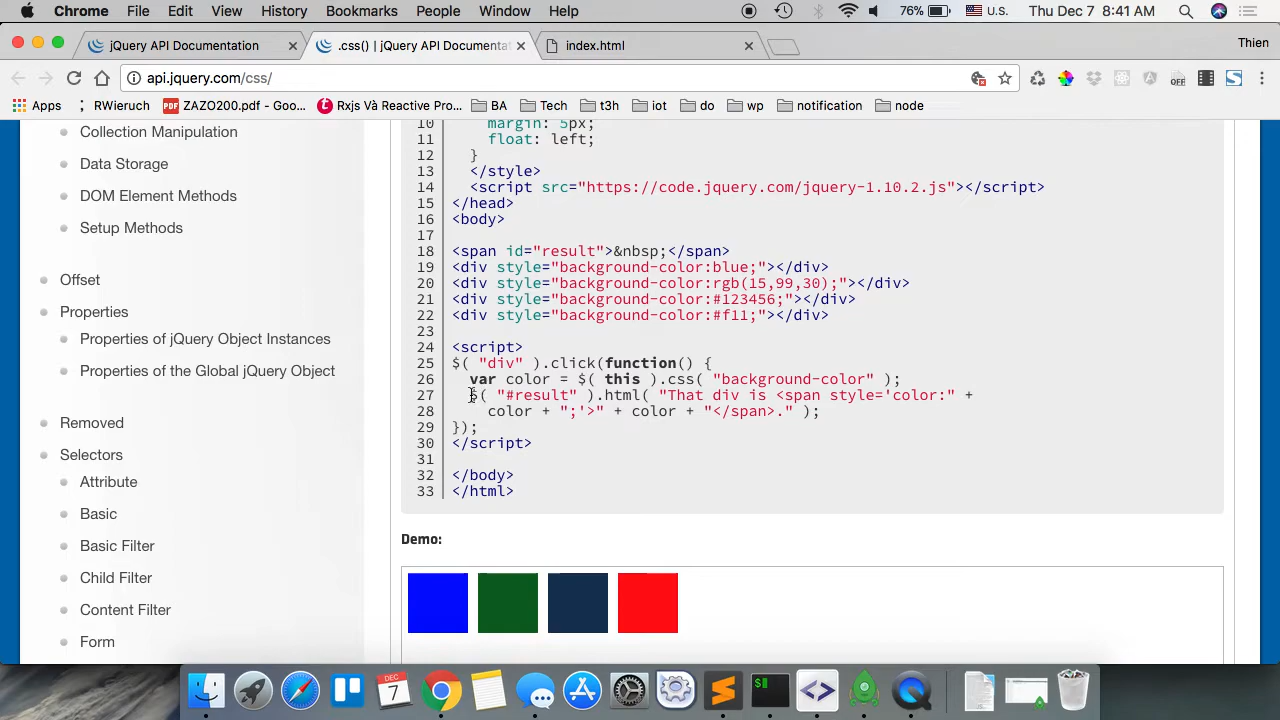 Chrome File Edit View History Bookmarks People Window Help 76% U.S. Thu Dec 7 8:41 AM
jQuery API Documentation .css() | jQuery API Documentat index.html Thien
api.jquery.com/css/
Apps RWieruch ZAZO200.pdf - Goo... Rxjs Và Reactive Pro... BA Tech t3h iot do wp notification node
Collection Manipulation
Data Storage
DOM Element Methods
Setup Methods
Offset
Properties
Properties of jQuery Object Instances
Properties of the Global jQuery Object
Removed
Selectors
Attribute
Basic
Basic Filter
Child Filter
Content Filter
Form
10 margin: 5px;
11 float: left;
12 }
13 </style>
14 <script src="https://code.jquery.com/jquery-1.10.2.js"></script>
15 </head>
16 <body>
17
18 <span id="result">&nbsp;</span>
19 <div style="background-color:blue;"></div>
20 <div style="background-color:rgb(15,99,30);"></div>
21 <div style="background-color:#123456;"></div>
22 <div style="background-color:#f11;"></div>
23
24 <script>
25 $( "div" ).click(function() {
26 var color = $( this ).css( "background-color" );
27 $( "#result" ).html( "That div is <span style='color:" +
28 color + ";'>" + color + "</span>." );
29 });
30 </script>
31
32 </body>
33 </html>
Demo: